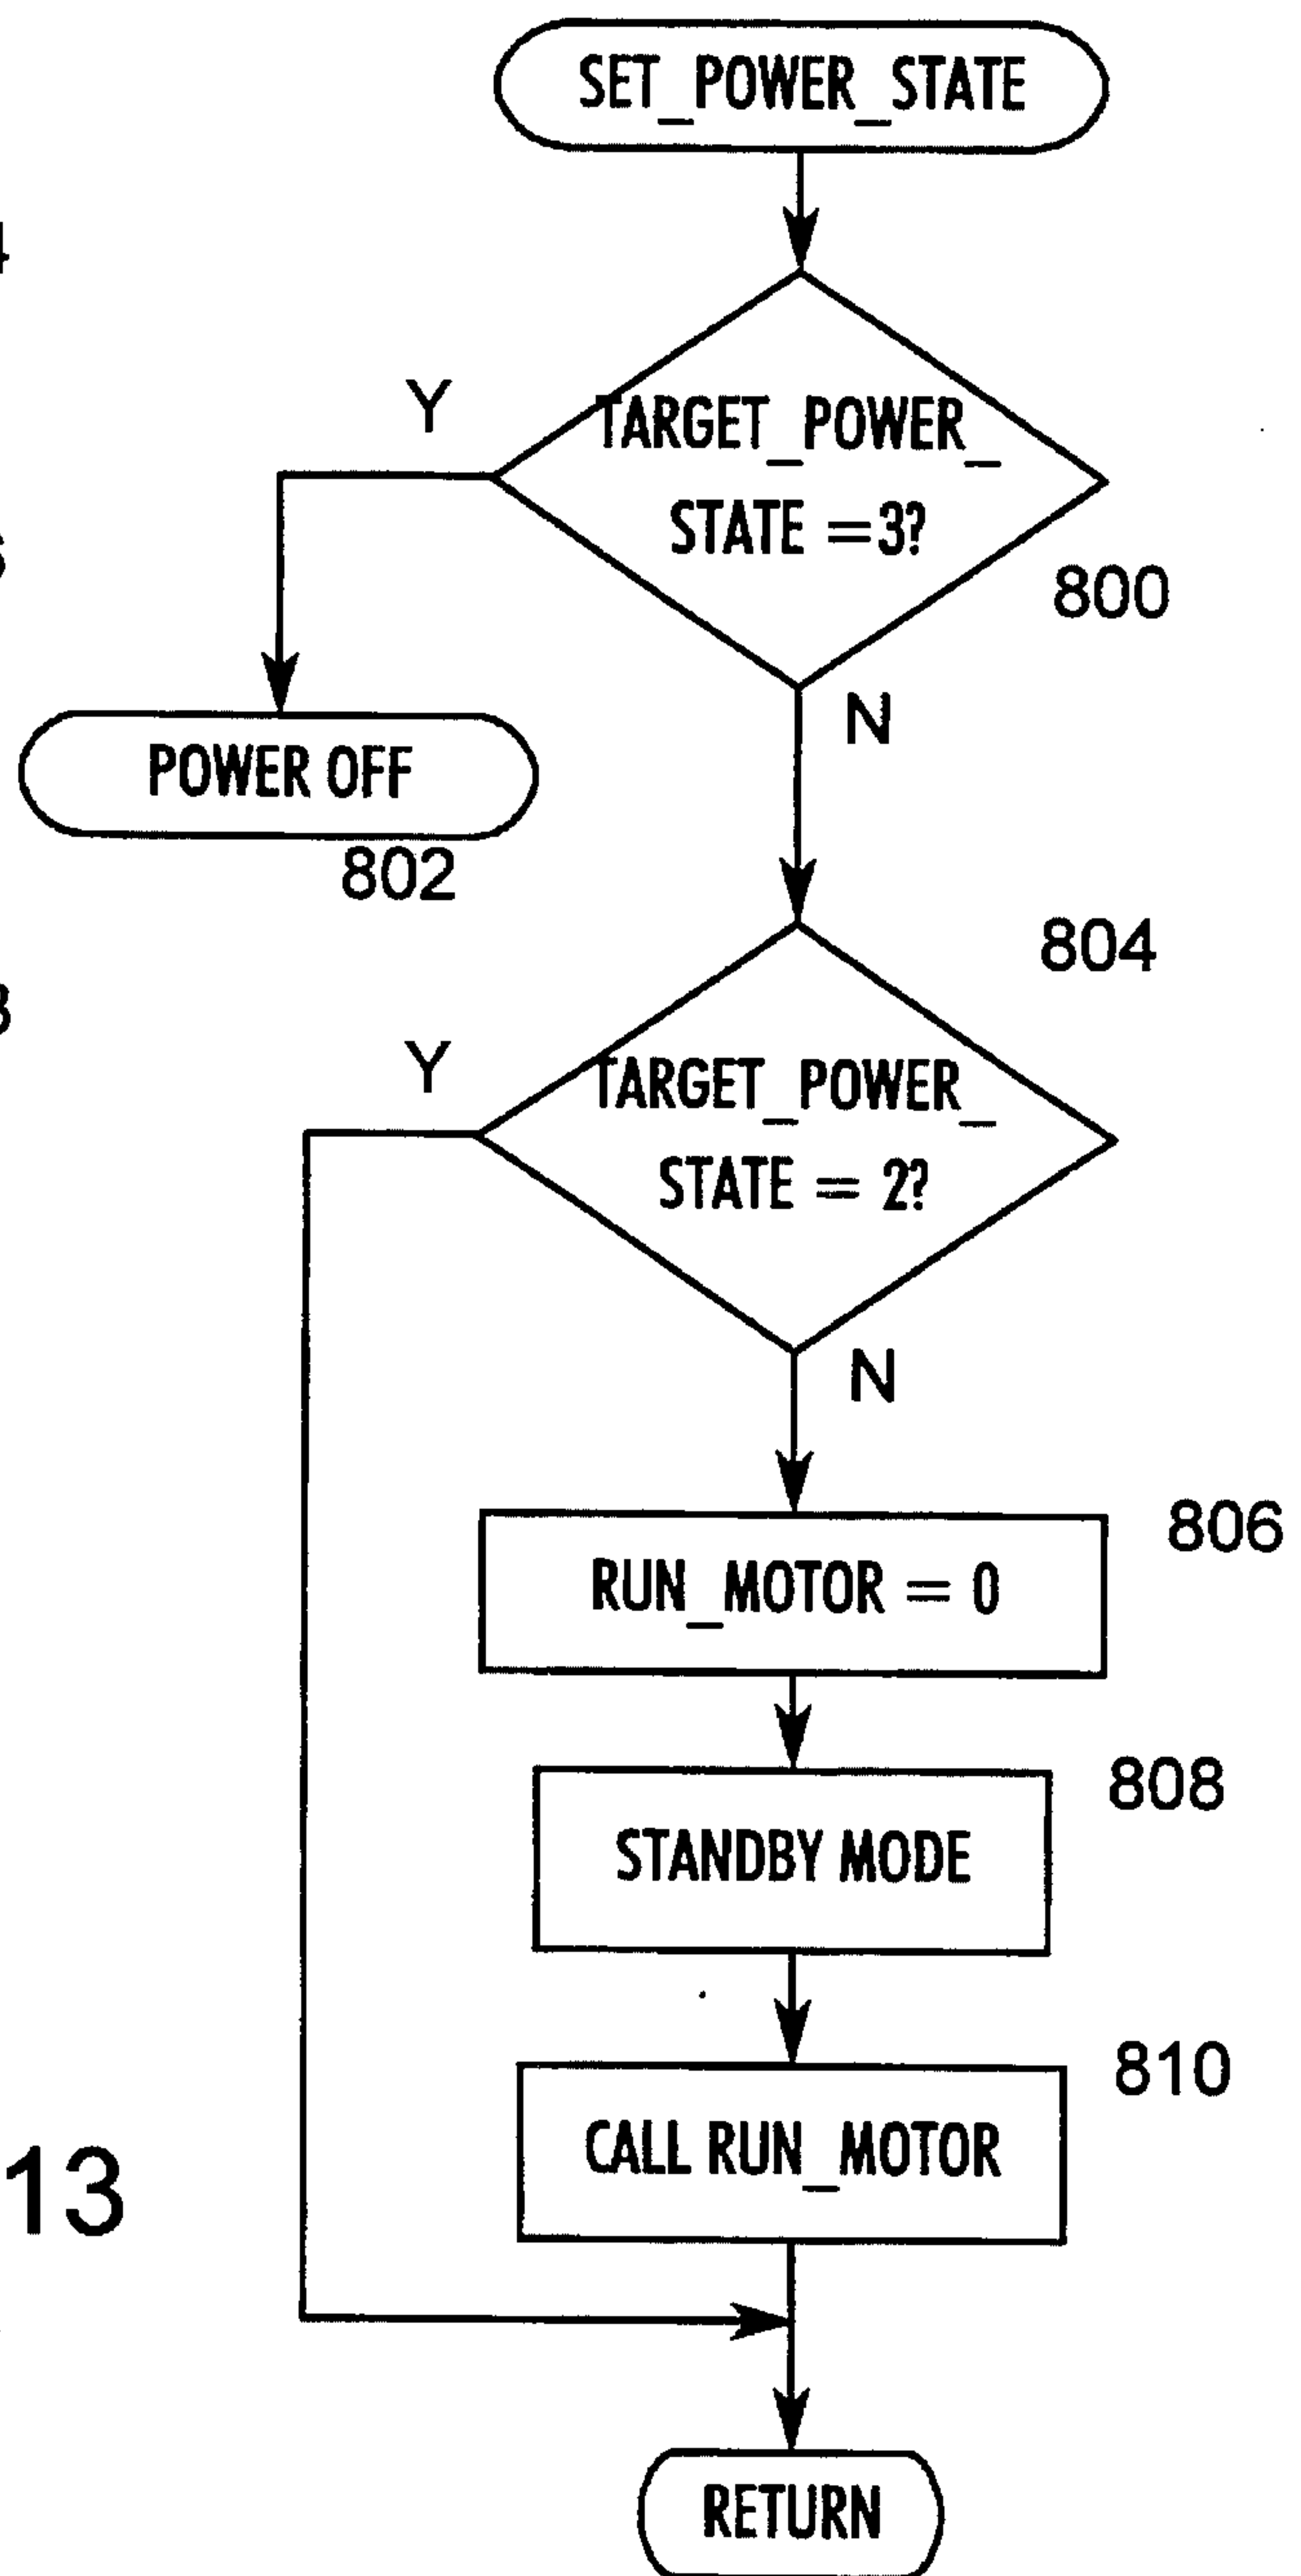 SET_POWER_STATE
Y
TARGET_POWER_
STATE =3?
800
N
POWER OFF
802
804
Y
TARGET_POWER_
STATE = 2?
N
RUN_MOTOR = 0
806
STANDBY MODE
808
CALL RUN_MOTOR
810
13
RETURN